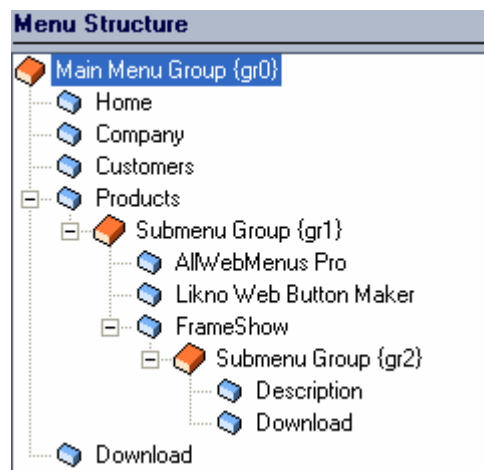 Menu Structure
Main Menu Group {gr0}
Home
Company
Customers
Products
Submenu Group {gr1}
AllWebMenus Pro
Likno Web Button Maker
FrameShow
Submenu Group {gr2}
Description
Download
Download